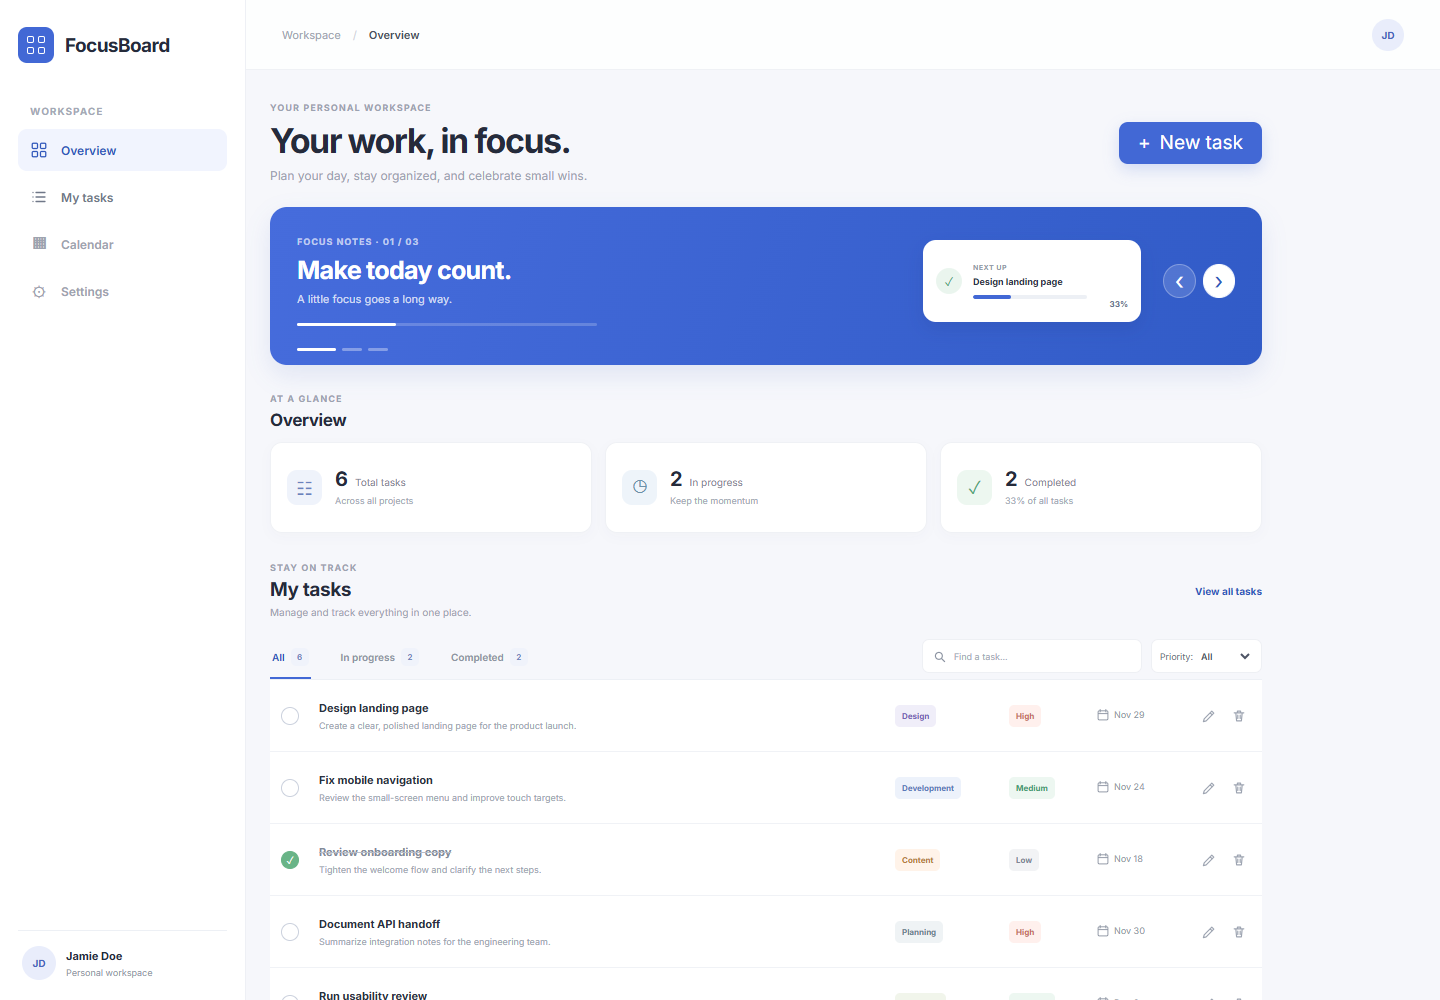 FocusBoard
WORKSPACE
Overview
My tasks
Calendar
Settings
JD
Jamie Doe
Personal workspace
Workspace / Overview
JD
YOUR PERSONAL WORKSPACE
Your work, in focus.
Plan your day, stay organized, and celebrate small wins.
+ New task
FOCUS NOTES · 01 / 03
Make today count.
A little focus goes a long way.
NEXT UP
Design landing page
33%
AT A GLANCE
Overview
6 Total tasks
Across all projects
2 In progress
Keep the momentum
2 Completed
33% of all tasks
STAY ON TRACK
My tasks
Manage and track everything in one place.
View all tasks
All 6
In progress 2
Completed 2
Find a task...
Priority: All
Design landing page
Create a clear, polished landing page for the product launch.
Design
High
Nov 29
Fix mobile navigation
Review the small-screen menu and improve touch targets.
Development
Medium
Nov 24
Review onboarding copy
Tighten the welcome flow and clarify the next steps.
Content
Low
Nov 18
Document API handoff
Summarize integration notes for the engineering team.
Planning
High
Nov 30
Run usability review